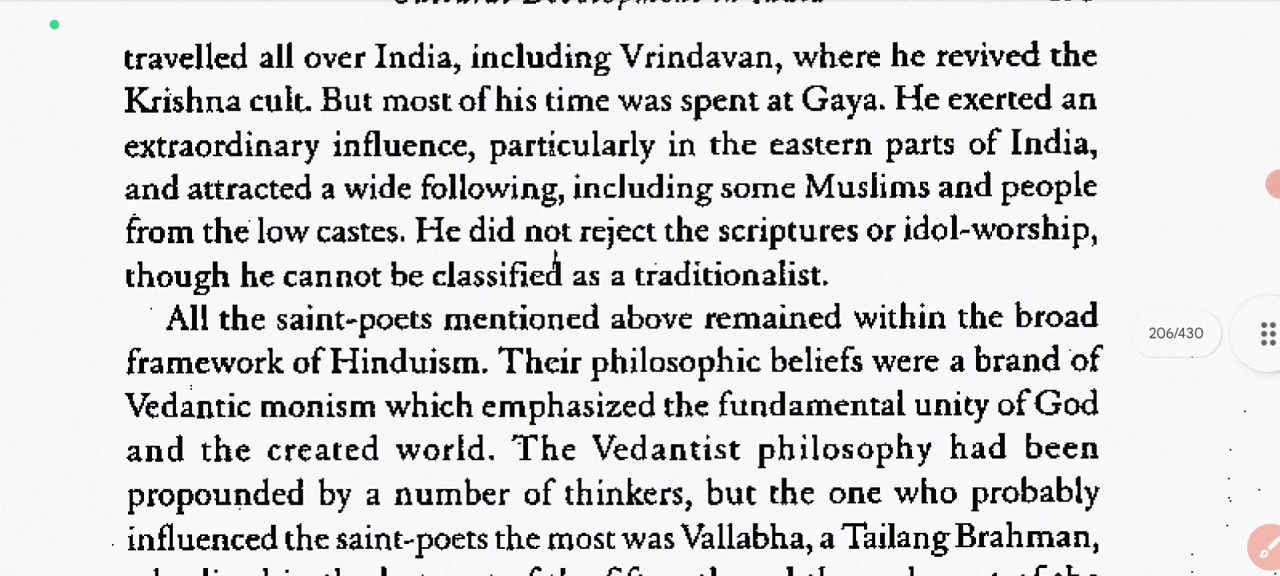 travelled all over India, including Vrindavan, where he revived the
Krishna cult. But most of his time was spent at Gaya. He exerted an
extraordinary influence, particularly in the eastern parts of India,
and attracted a wide following, including some Muslims and people
from the low castes. He did not reject the scriptures or idol-worship,
though he cannot be classified as a traditionalist.
All the saint-poets mentioned above remained within the broad
framework of Hinduism. Their philosophic beliefs were a brand of
206/430
Vedantic monism which emphasized the fundamental unity of God
and the created world. The Vedantist philosophy had been
propounded by a number of thinkers, but the one who probably
influenced the saint-poets the most was Vallabha, a Tailang Brahman,